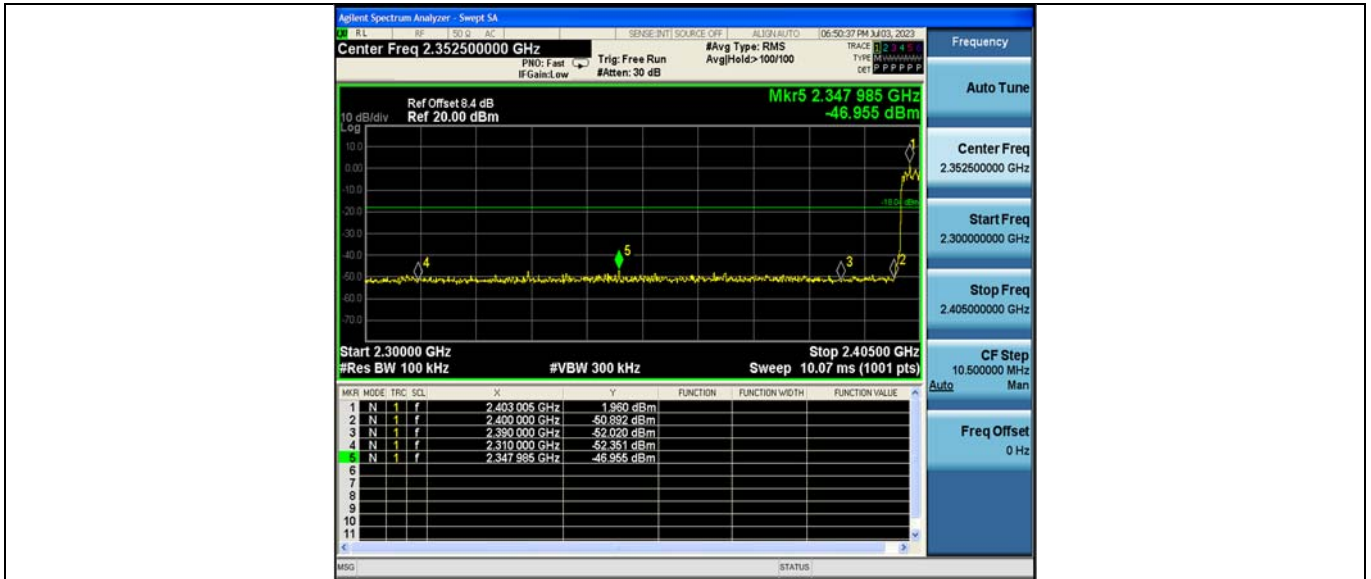 Agilent Spectrum Analyzer - Swept SA
RL RF 50 Ω AC SENSE:INT SOURCE OFF ALIGN AUTO 06:50:37 PM Jul 03, 2023
Center Freq 2.352500000 GHz
PNO: Fast
IFGain:Low
Trig: Free Run
#Atten: 30 dB
#Avg Type: RMS
Avg|Hold:>100/100
TRACE 1 2 3 4 5 6
TYPE M
DET P P P P P P
Mkr5 2.347 985 GHz
-46.955 dBm
Ref Offset 8.4 dB
10 dB/div Ref 20.00 dBm
Log
10.0
0.00
-10.0
-20.0
-30.0
-40.0
-50.0
-60.0
-70.0
1
2
3
4
5
Start 2.30000 GHz Stop 2.40500 GHz
#Res BW 100 kHz #VBW 300 kHz Sweep 10.07 ms (1001 pts)
MKR MODE TRC SCL X Y FUNCTION FUNCTION WIDTH FUNCTION VALUE
1 N 1 f 2.403 005 GHz 1.960 dBm
2 N 1 f 2.400 000 GHz -50.892 dBm
3 N 1 f 2.390 000 GHz -52.020 dBm
4 N 1 f 2.310 000 GHz -52.351 dBm
5 N 1 f 2.347 985 GHz -46.955 dBm
6
7
8
9
10
11
MSG STATUS
Frequency
Auto Tune
Center Freq
2.352500000 GHz
Start Freq
2.300000000 GHz
Stop Freq
2.405000000 GHz
CF Step
10.500000 MHz
Auto Man
Freq Offset
0 Hz